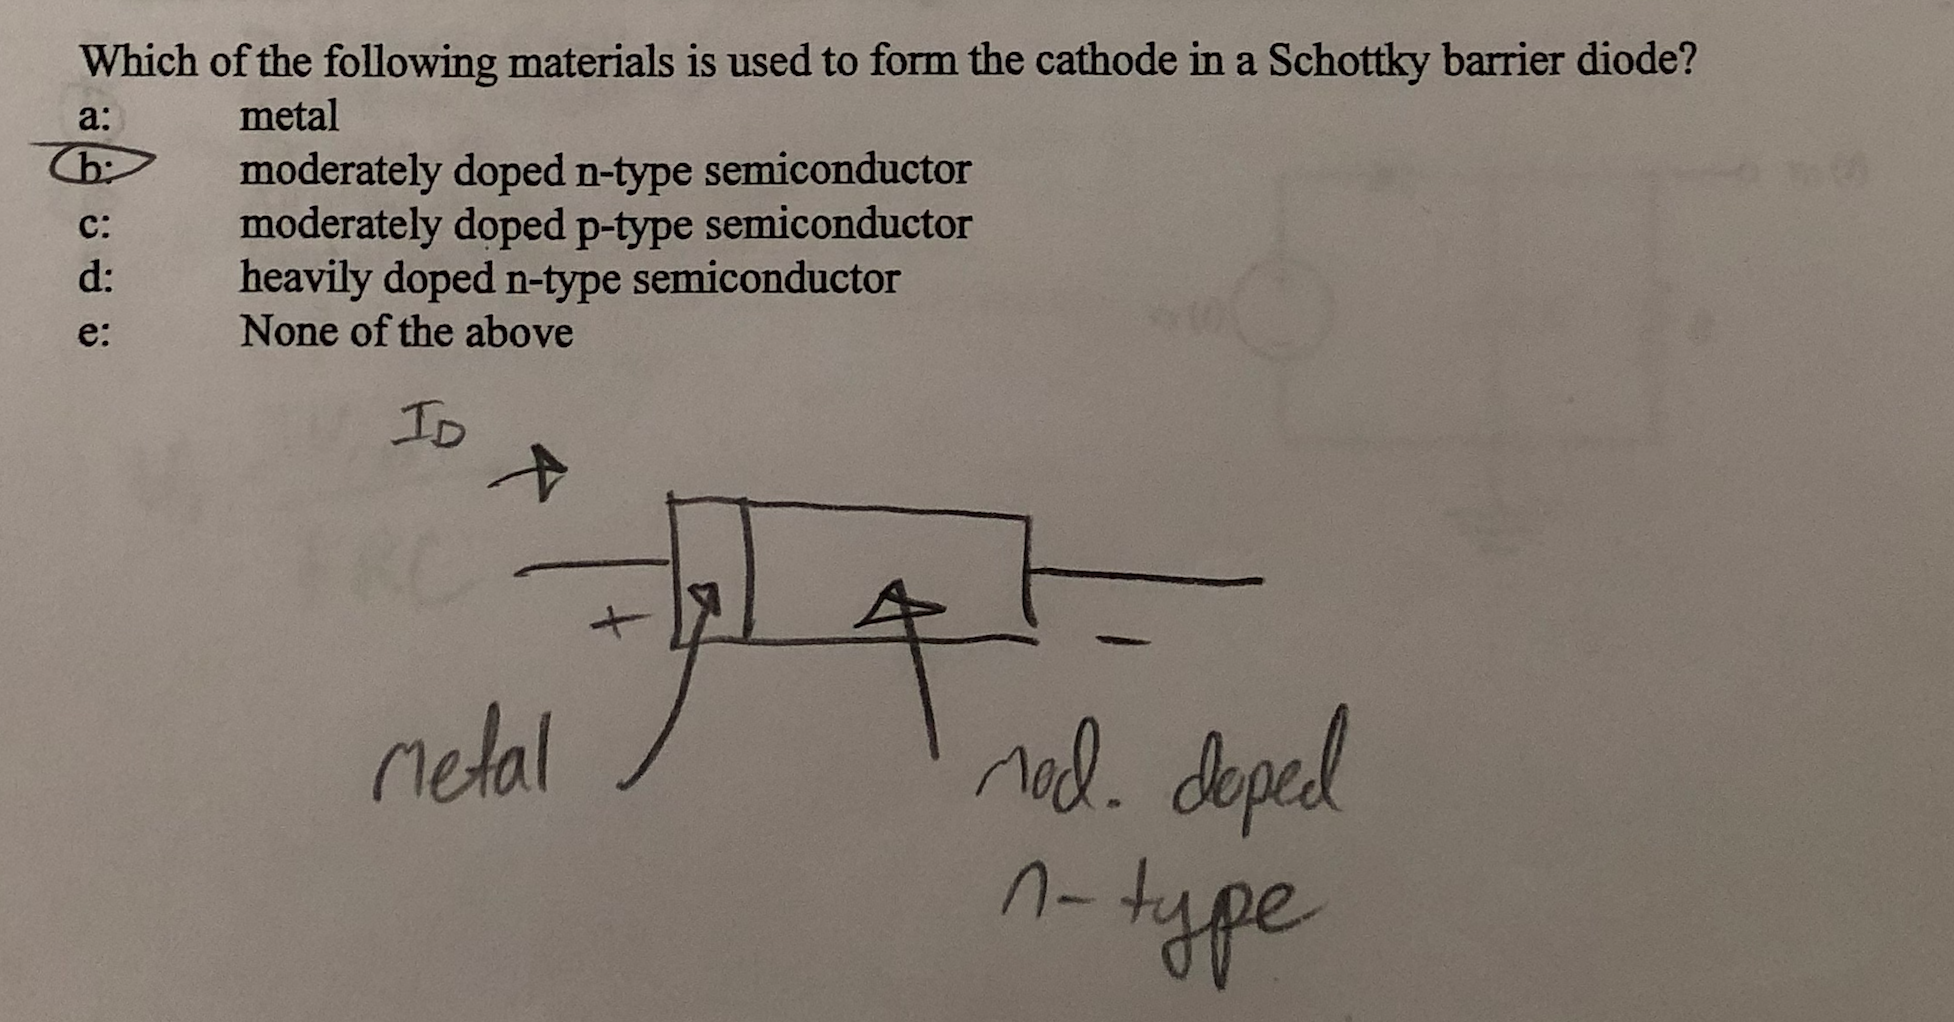 Which of the following materials is used to form the cathode in a Schottky barrier diode?
a: metal
b: moderately doped n-type semiconductor
c: moderately doped p-type semiconductor
d: heavily doped n-type semiconductor
e: None of the above
ID
+ −
metal mod. doped
n-type